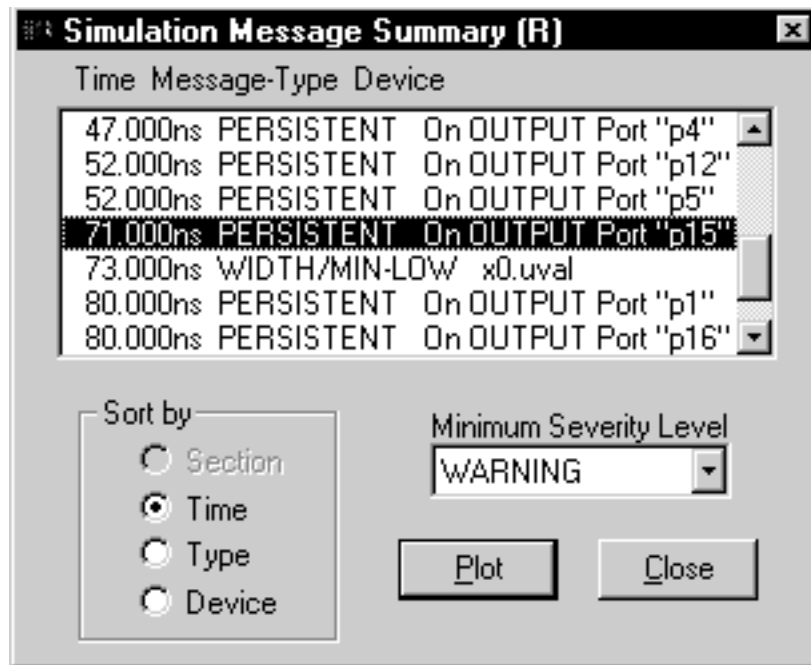 Simulation Message Summary (R)
Time Message-Type Device
47.000ns PERSISTENT On OUTPUT Port "p4"
52.000ns PERSISTENT On OUTPUT Port "p12"
52.000ns PERSISTENT On OUTPUT Port "p5"
71.000ns PERSISTENT On OUTPUT Port "p15"
73.000ns WIDTH/MIN-LOW x0.uval
80.000ns PERSISTENT On OUTPUT Port "p1"
80.000ns PERSISTENT On OUTPUT Port "p16"
Sort by
Section
Time
Type
Device
Minimum Severity Level
WARNING
Plot Close